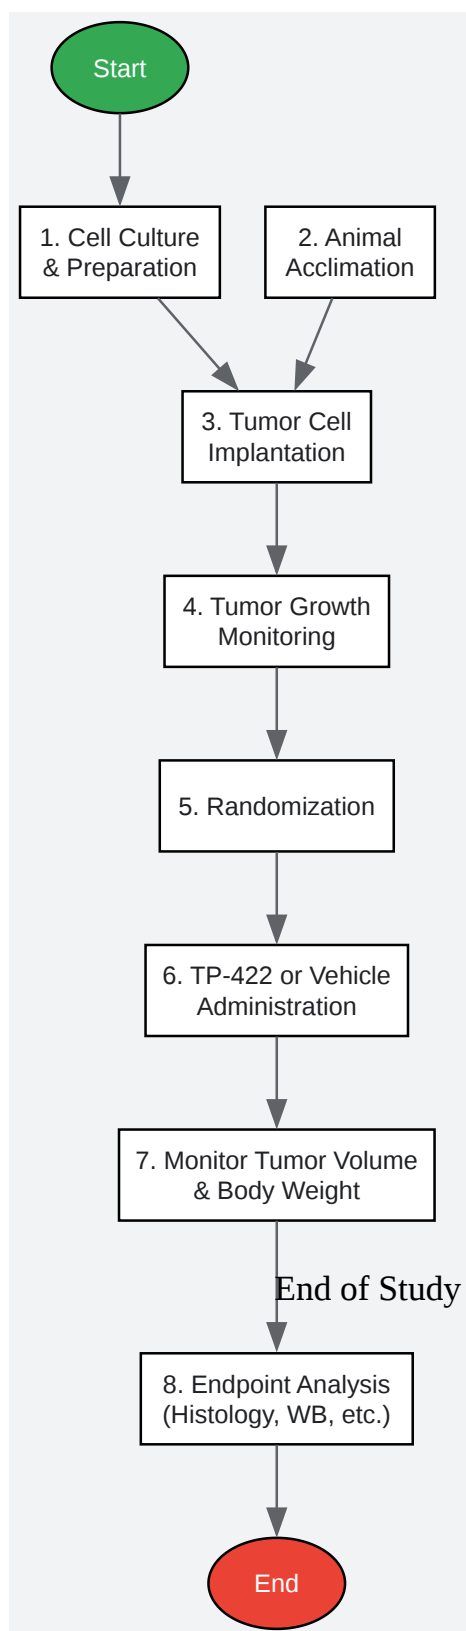 Start
1. Cell Culture
& Preparation
2. Animal
Acclimation
3. Tumor Cell
Implantation
4. Tumor Growth
Monitoring
5. Randomization
6. TP-422 or Vehicle
Administration
7. Monitor Tumor Volume
& Body Weight
End of Study
8. Endpoint Analysis
(Histology, WB, etc.)
End